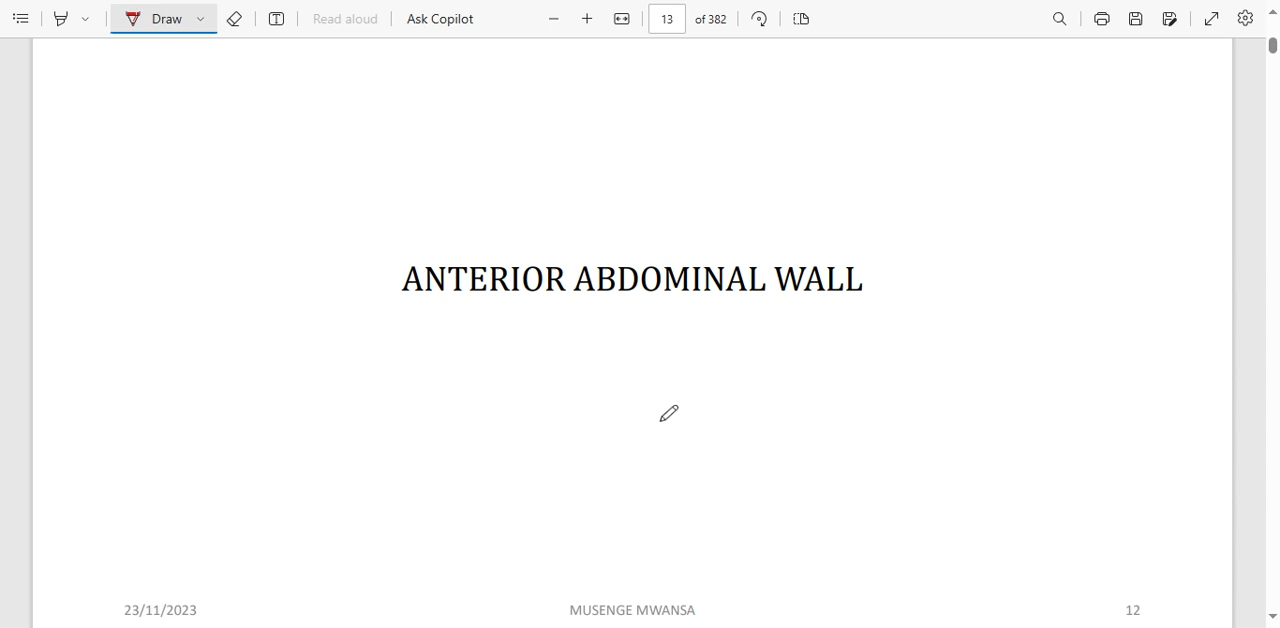 Draw Read aloud Ask Copilot 13 of 382
ANTERIOR ABDOMINAL WALL
23/11/2023 MUSENGE MWANSA 12